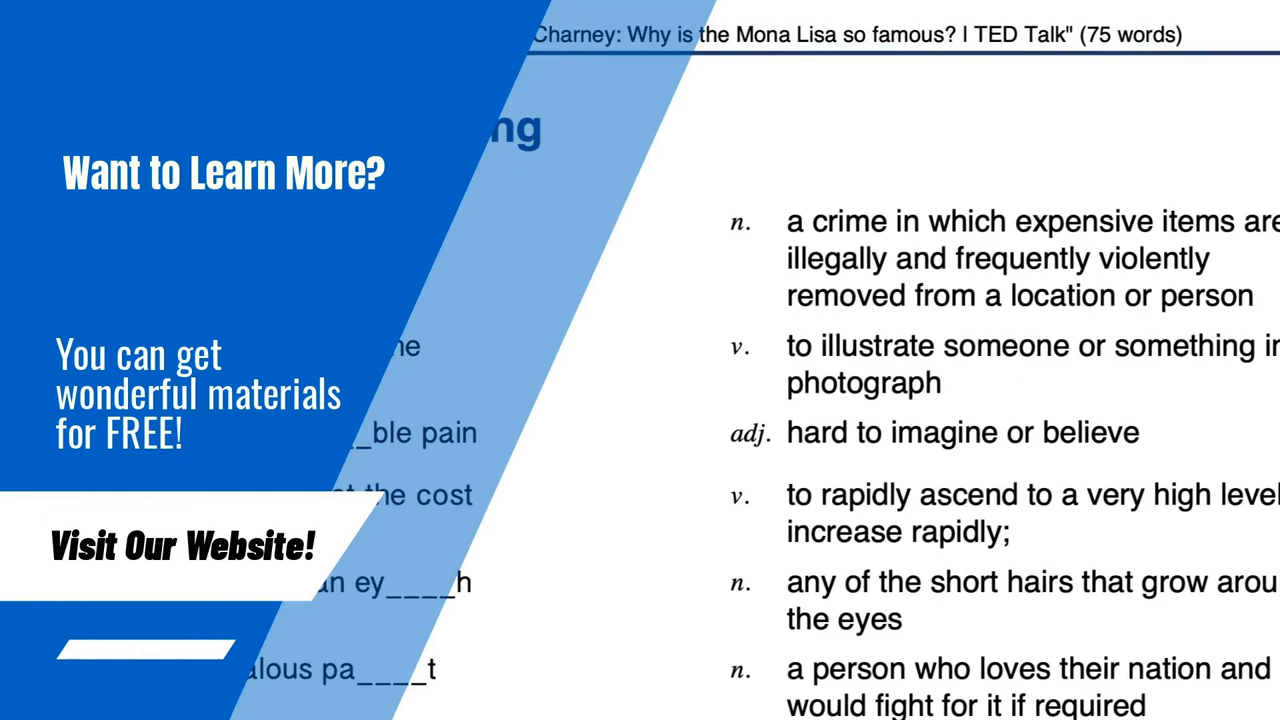 Charney: Why is the Mona Lisa so famous? | TED Talk" (75 words)
ng
Want to Learn More?
You can get
wonderful materials
for FREE!
Visit Our Website!
ne
_ble pain
the cost
an ey____h
alous pa____t
n. a crime in which expensive items are
illegally and frequently violently
removed from a location or person
v. to illustrate someone or something in
photograph
adj. hard to imagine or believe
v. to rapidly ascend to a very high level
increase rapidly;
n. any of the short hairs that grow arou
the eyes
n. a person who loves their nation and
would fight for it if required